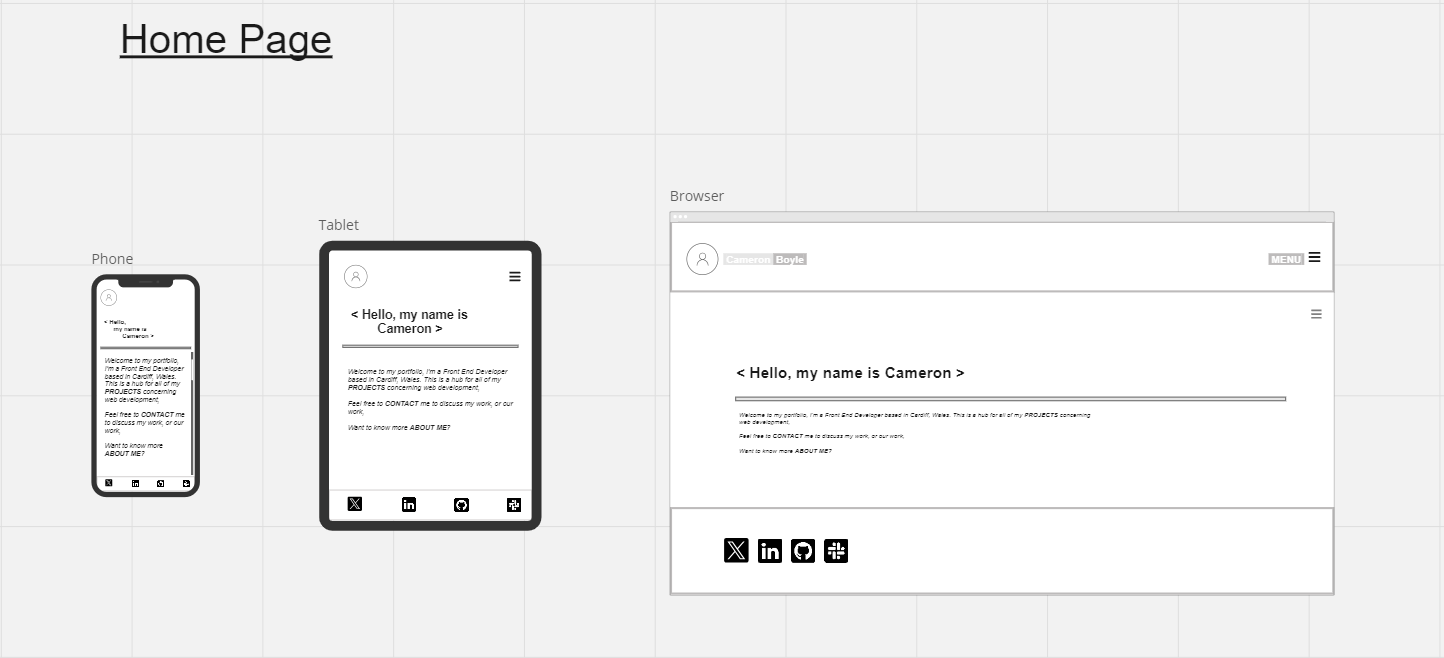 Home Page
Phone
< Hello,
my name is
Cameron >
Welcome to my portfolio,
I'm a Front End Developer
based in Cardiff, Wales.
This is a hub for all of my
PROJECTS concerning
web development,
Feel free to CONTACT me
to discuss my work, or our
work,
Want to know more
ABOUT ME?
Tablet
< Hello, my name is
Cameron >
Welcome to my portfolio, I'm a Front End Developer
based in Cardiff, Wales. This is a hub for all of my
PROJECTS concerning web development,
Feel free to CONTACT me to discuss my work, or our
work,
Want to know more ABOUT ME?
in
Browser
Cameron Boyle
MENU
< Hello, my name is Cameron >
Welcome to my portfolio, I'm a Front End Developer based in Cardiff, Wales. This is a hub for all of my PROJECTS concerning
web development,
Feel free to CONTACT me to discuss my work, or our work,
Want to know more ABOUT ME?
in